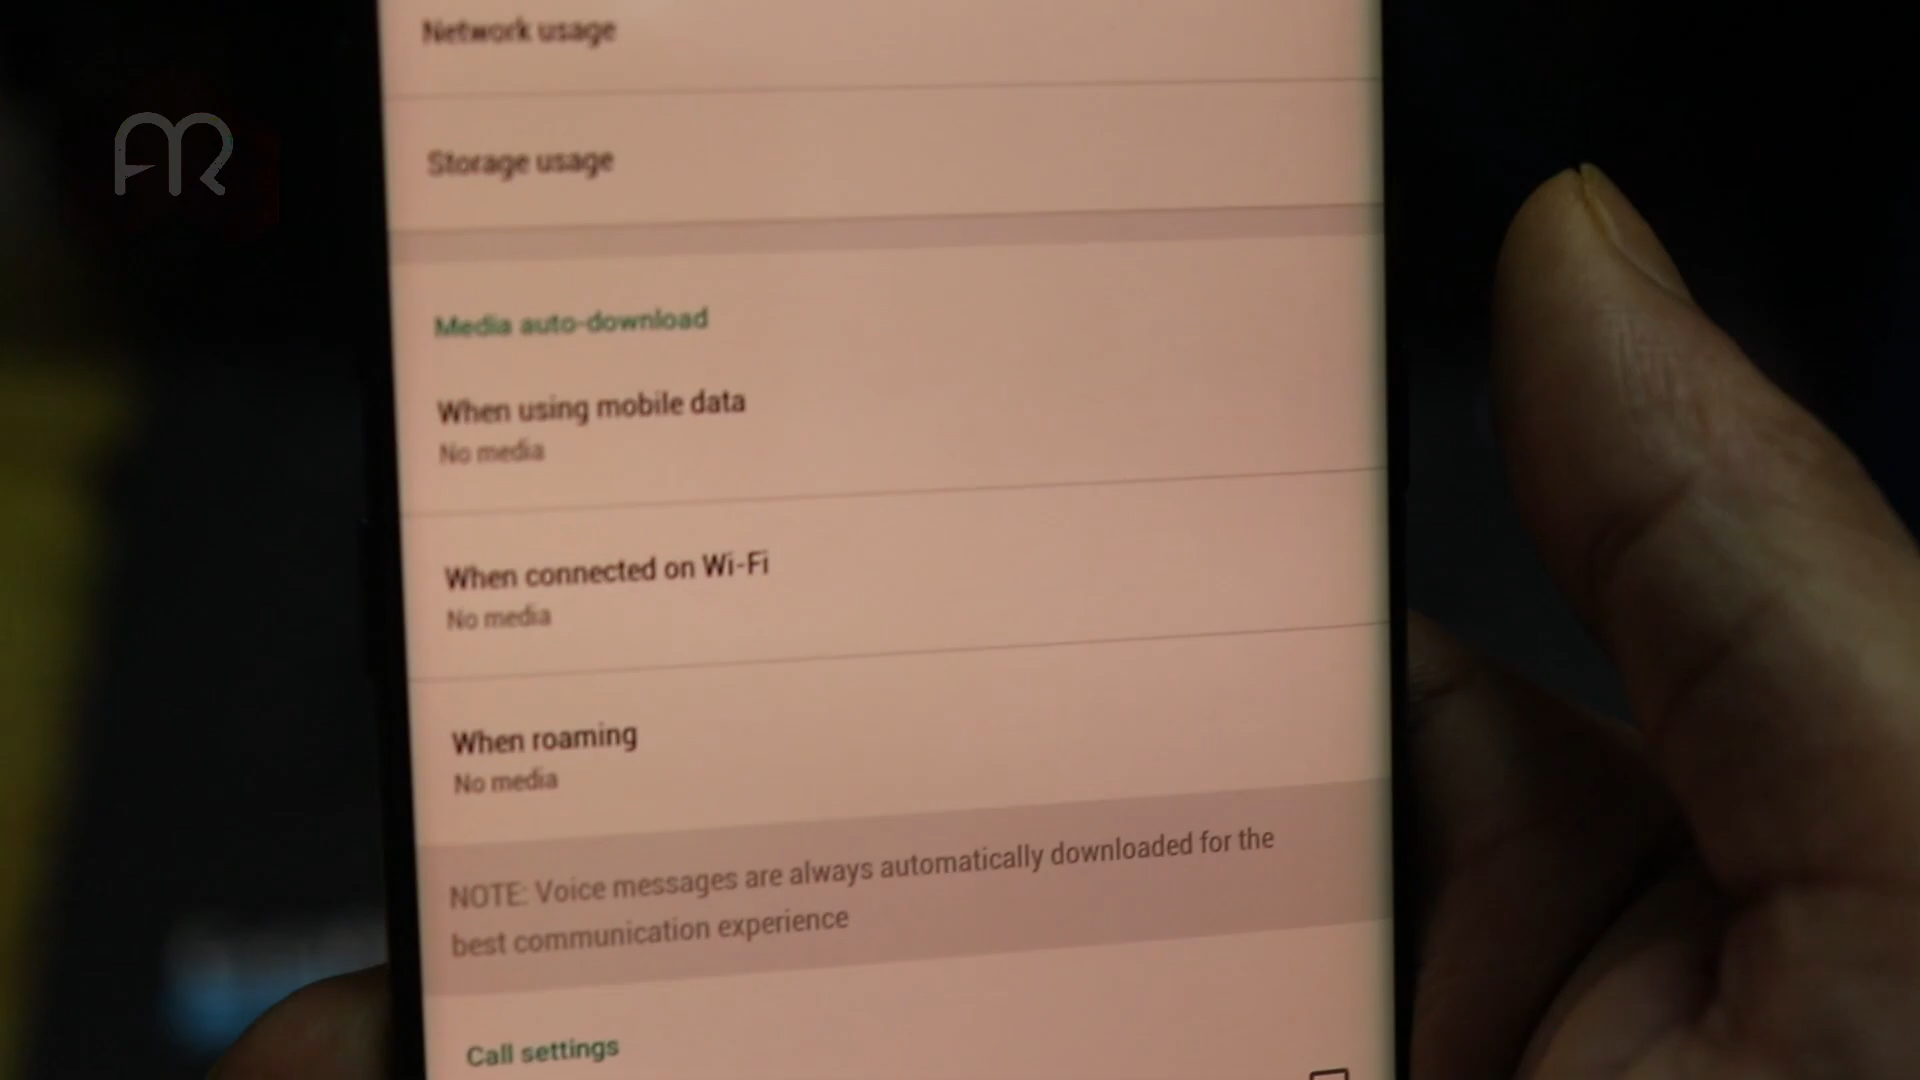 Network usage
AR
Storage usage
Media auto-download
When using mobile data
No media
When connected on Wi-Fi
No media
When roaming
No media
NOTE: Voice messages are always automatically downloaded for the
best communication experience
Call settings